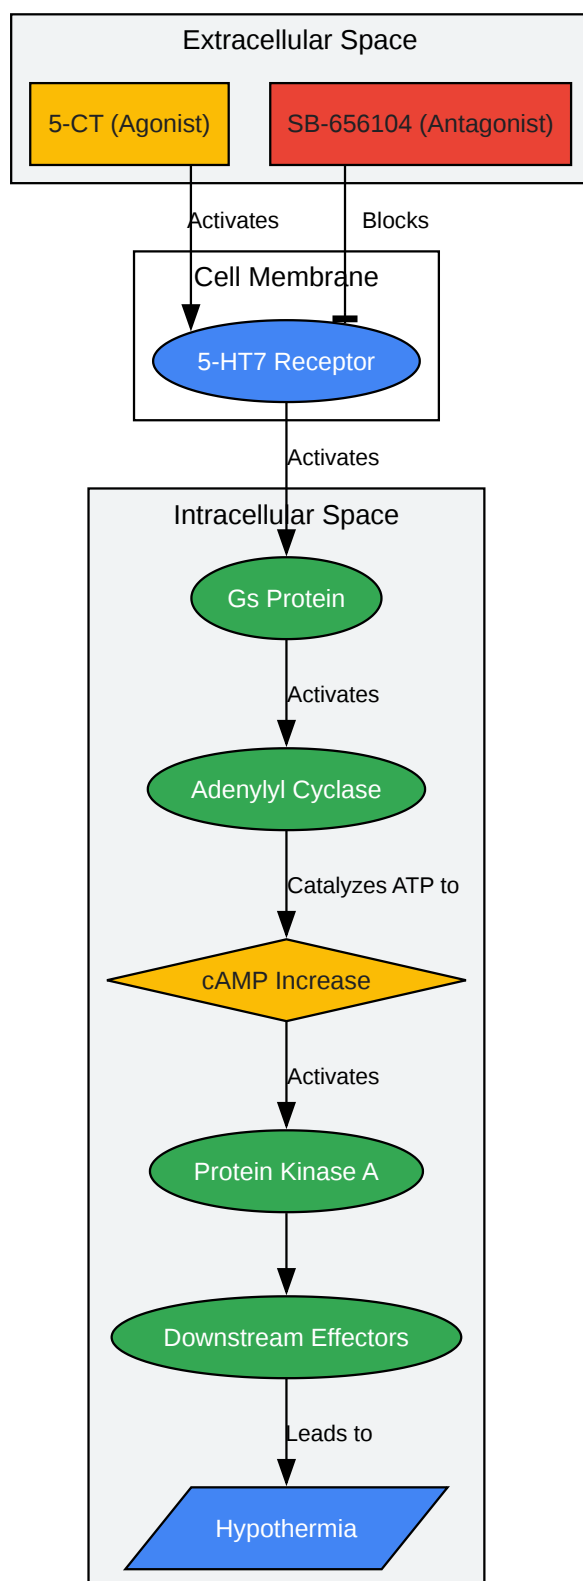 Extracellular Space
5-CT (Agonist)
SB-656104 (Antagonist)
Activates
Blocks
Cell Membrane
5-HT7 Receptor
Activates
Intracellular Space
Gs Protein
Activates
Adenylyl Cyclase
Catalyzes ATP to
cAMP Increase
Activates
Protein Kinase A
Downstream Effectors
Leads to
Hypothermia